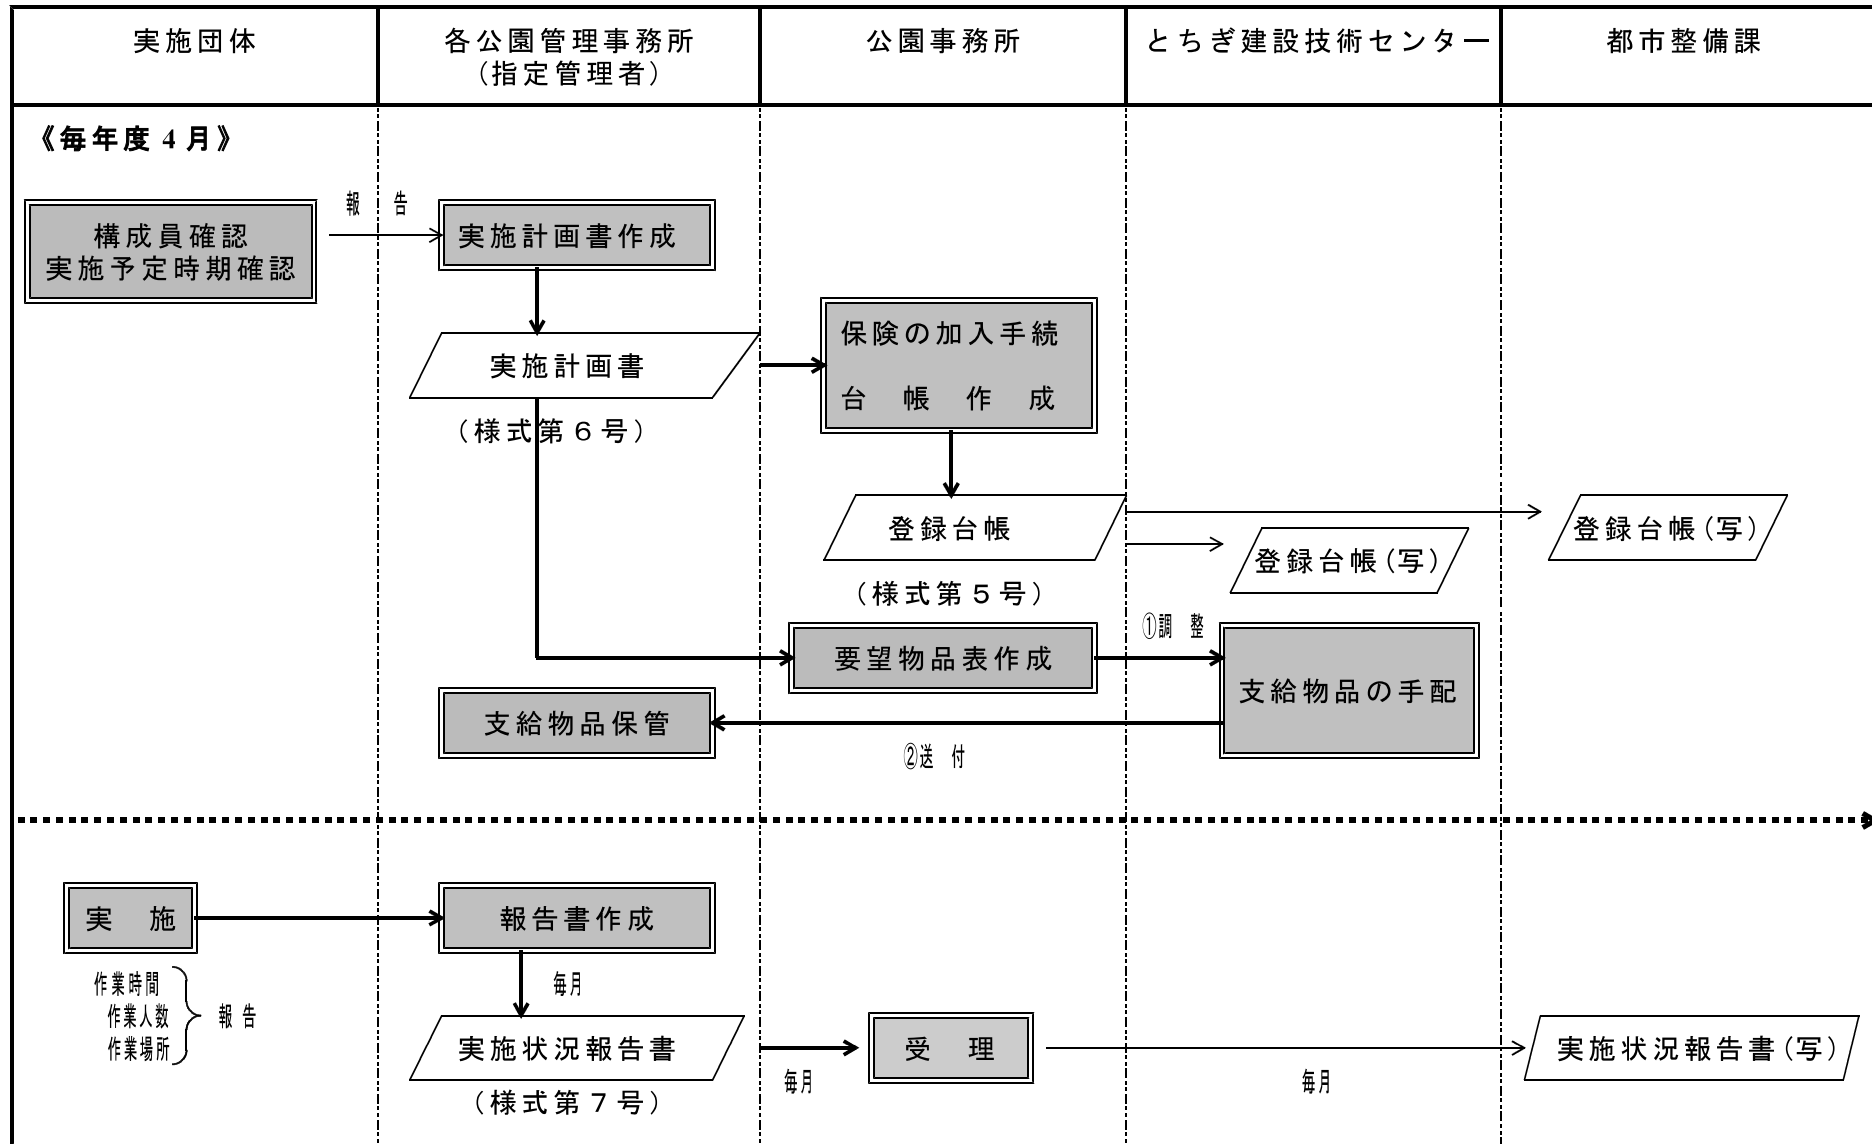 実施団体
各公園管理事務所
（指定管理者）
公園事務所
とちぎ建設技術センター
都市整備課
《毎年度４月》
報　告
構成員確認
実施予定時期確認
実施計画書作成
実施計画書
（様式第６号）
保険の加入手続
台　帳　作　成
登録台帳
（様式第５号）
登録台帳（写）
登録台帳（写）
要望物品表作成
①調　整
支給物品の手配
支給物品保管
②送　付
実　施
報告書作成
作業時間
作業人数
作業場所
報　告
毎月
実施状況報告書
（様式第７号）
毎月
受　理
毎月
実施状況報告書（写）